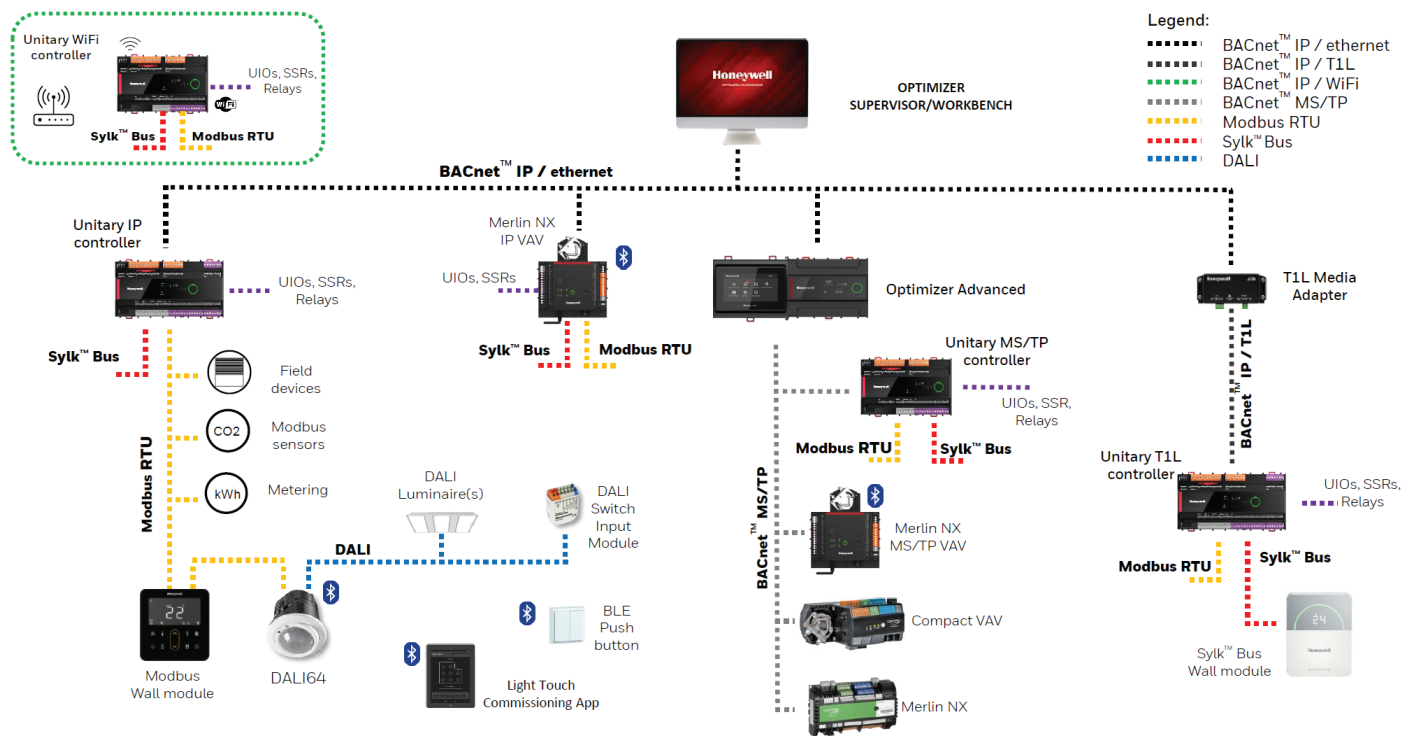 Unitary WiFi
controller
UIOs, SSRs,
Relays
WiFi
Sylk™ Bus
Modbus RTU
Honeywell
OPTIMIZER
SUPERVISOR/WORKBENCH
Legend:
BACnet™ IP / ethernet
BACnet™ IP / T1L
BACnet™ IP / WiFi
BACnet™ MS/TP
Modbus RTU
Sylk™ Bus
DALI
BACnet™ IP / ethernet
Unitary IP
controller
UIOs, SSRs,
Relays
Sylk™ Bus
Modbus RTU
Field
devices
CO2
Modbus
sensors
kWh
Metering
Honeywell
22
Modbus
Wall module
DALI64
DALI
DALI
Luminaire(s)
DALI
Switch
Input
Module
BLE
Push
button
Light Touch
Commissioning App
Merlin NX
IP VAV
UIOs, SSRs
Sylk™ Bus
Modbus RTU
Optimizer Advanced
BACnet™ MS/TP
Unitary MS/TP
controller
UIOs, SSR,
Relays
Modbus RTU
Sylk™ Bus
Merlin NX
MS/TP VAV
Compact VAV
Merlin NX
Honeywell
T1L Media
Adapter
BACnet™ IP / T1L
Unitary T1L
controller
UIOs, SSRs,
Relays
Modbus RTU
Sylk™ Bus
24
Honeywell
Sylk™ Bus
Wall module